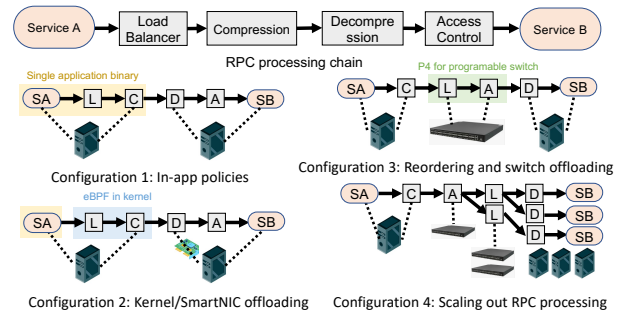 Service A
Load
Balancer
Compression
Decompre
ssion
Access
Control
Service B
RPC processing chain
Single application binary
SA L C D A SB
Configuration 1: In-app policies
P4 for programable switch
SA C L A D SB
Configuration 3: Reordering and switch offloading
eBPF in kernel
SA L C D A SB
Configuration 2: Kernel/SmartNIC offloading
SA C A L D SB
L D SB
D SB
Configuration 4: Scaling out RPC processing